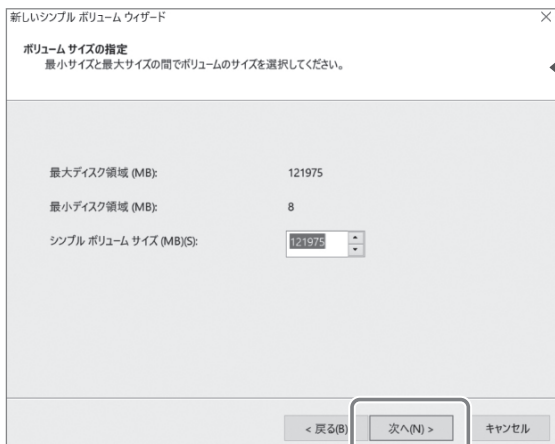 新しいシンプル ボリューム ウィザード
ボリューム サイズの指定
最小サイズと最大サイズの間でボリュームのサイズを選択してください。
最大ディスク領域 (MB): 121975
最小ディスク領域 (MB): 8
シンプル ボリューム サイズ (MB)(S): 121975
< 戻る(B) 次へ(N) > キャンセル